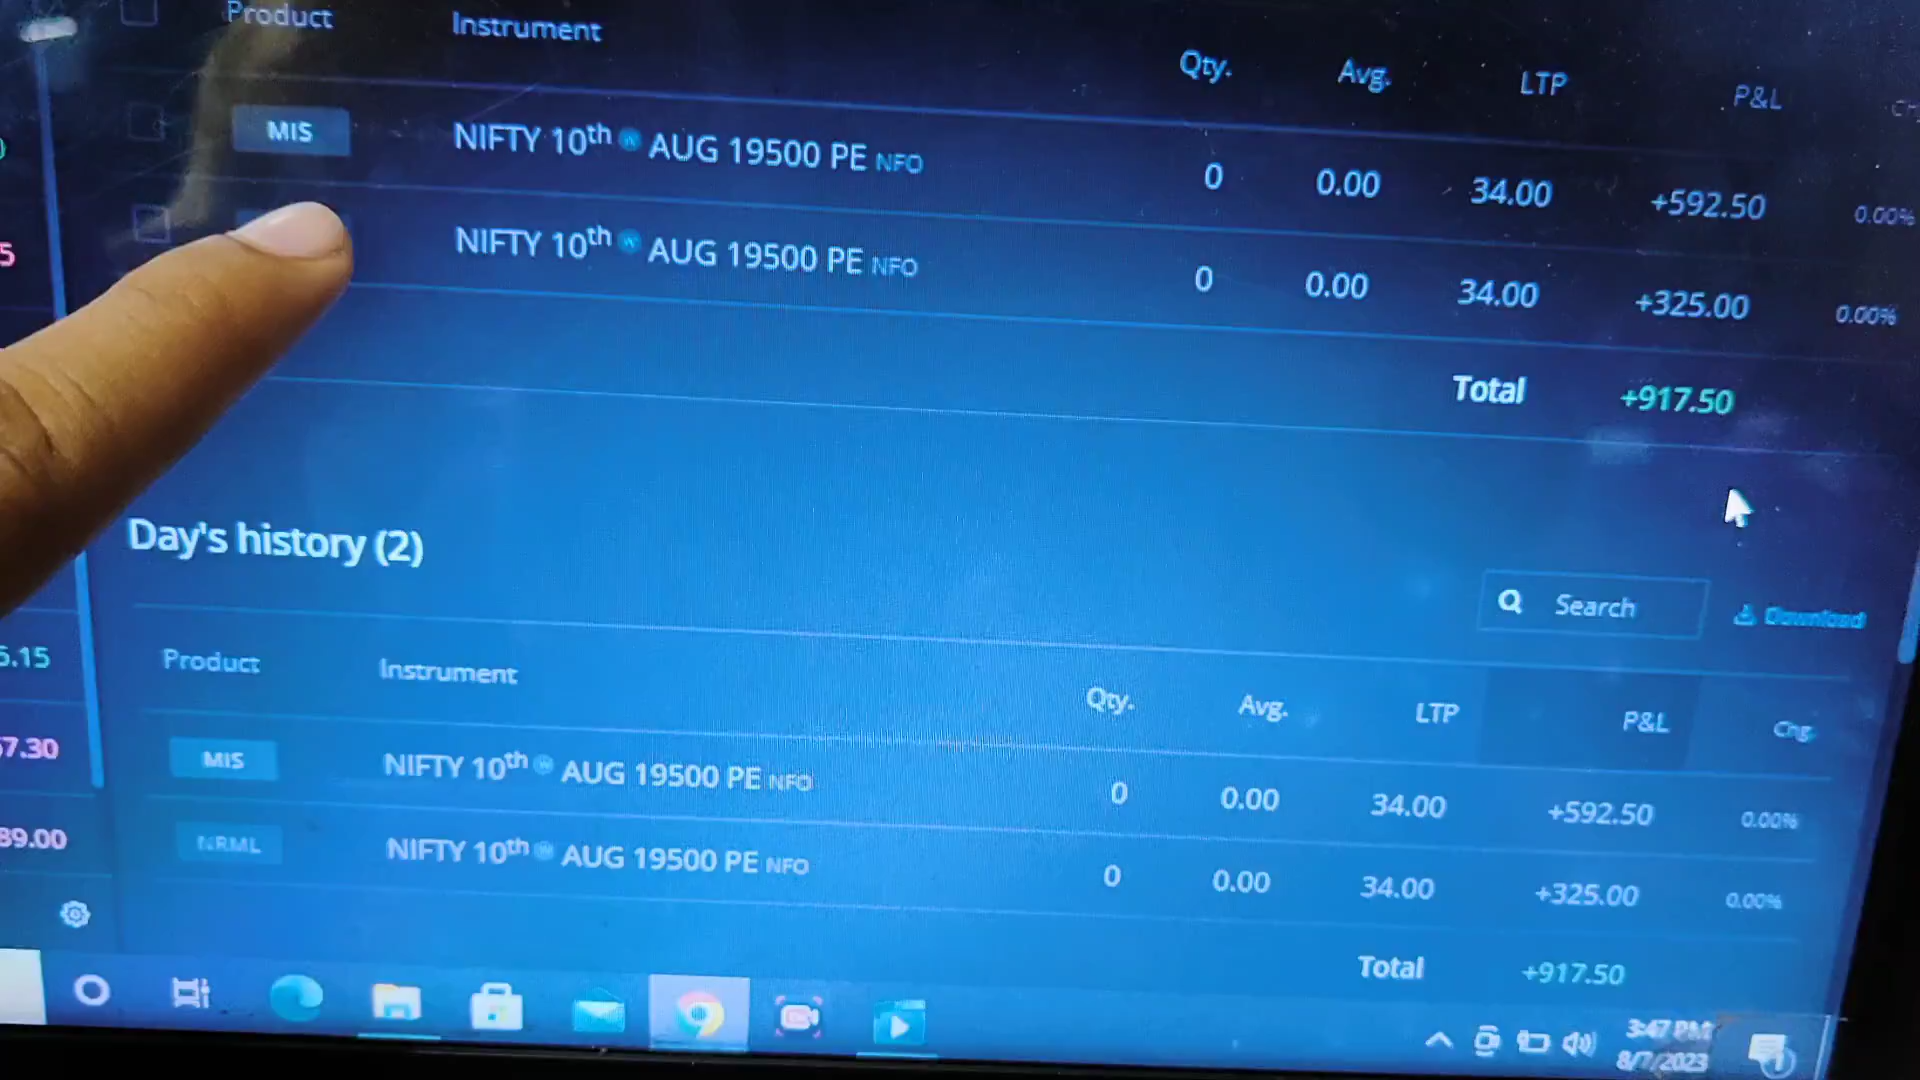 Product Instrument Qty. Avg. LTP P&L
MIS NIFTY 10th W AUG 19500 PE NFO 0 0.00 34.00 +592.50 0.00%
NIFTY 10th W AUG 19500 PE NFO 0 0.00 34.00 +325.00 0.00%
Total +917.50
Day's history (2)
Search Download
Product Instrument Qty. Avg. LTP P&L Chg.
MIS NIFTY 10th W AUG 19500 PE NFO 0 0.00 34.00 +592.50 0.00%
NRML NIFTY 10th W AUG 19500 PE NFO 0 0.00 34.00 +325.00 0.00%
Total +917.50
3:47 PM
8/7/2023